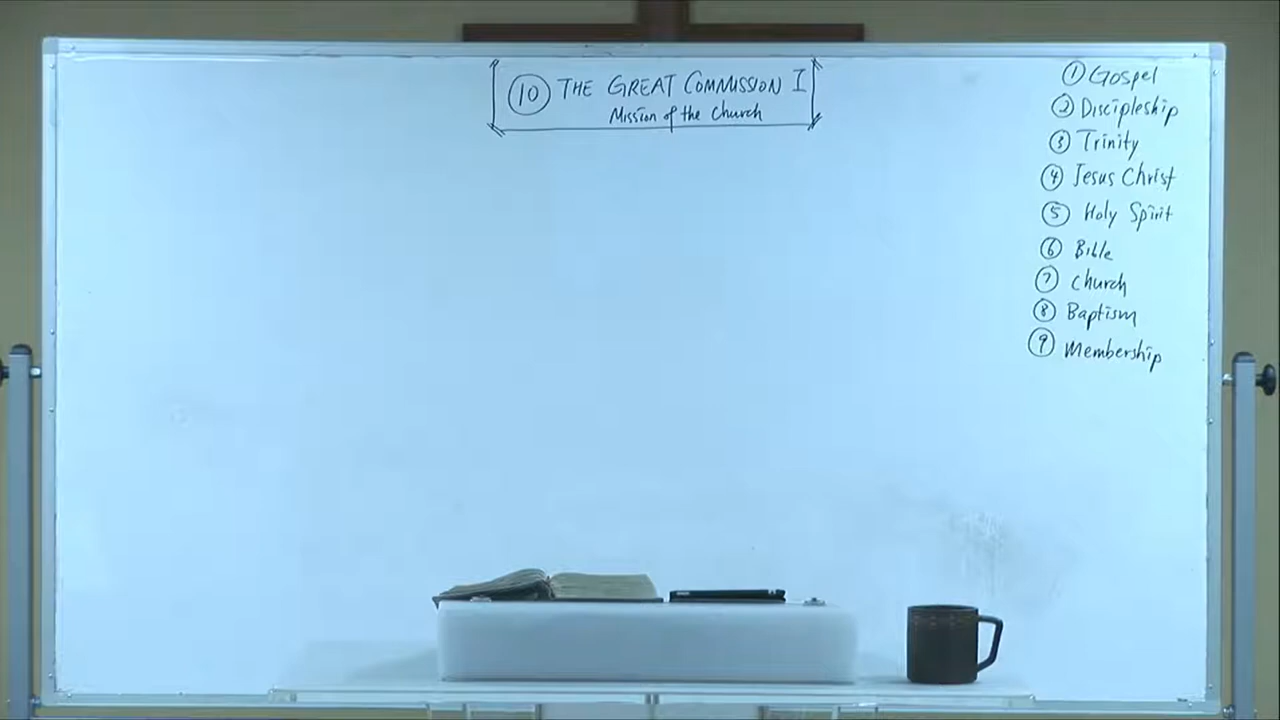 ⑩ THE GREAT COMMISSION I
Mission of the Church
① Gospel
② Discipleship
③ Trinity
④ Jesus Christ
⑤ Holy Spirit
⑥ Bible
⑦ Church
⑧ Baptism
⑨ Membership